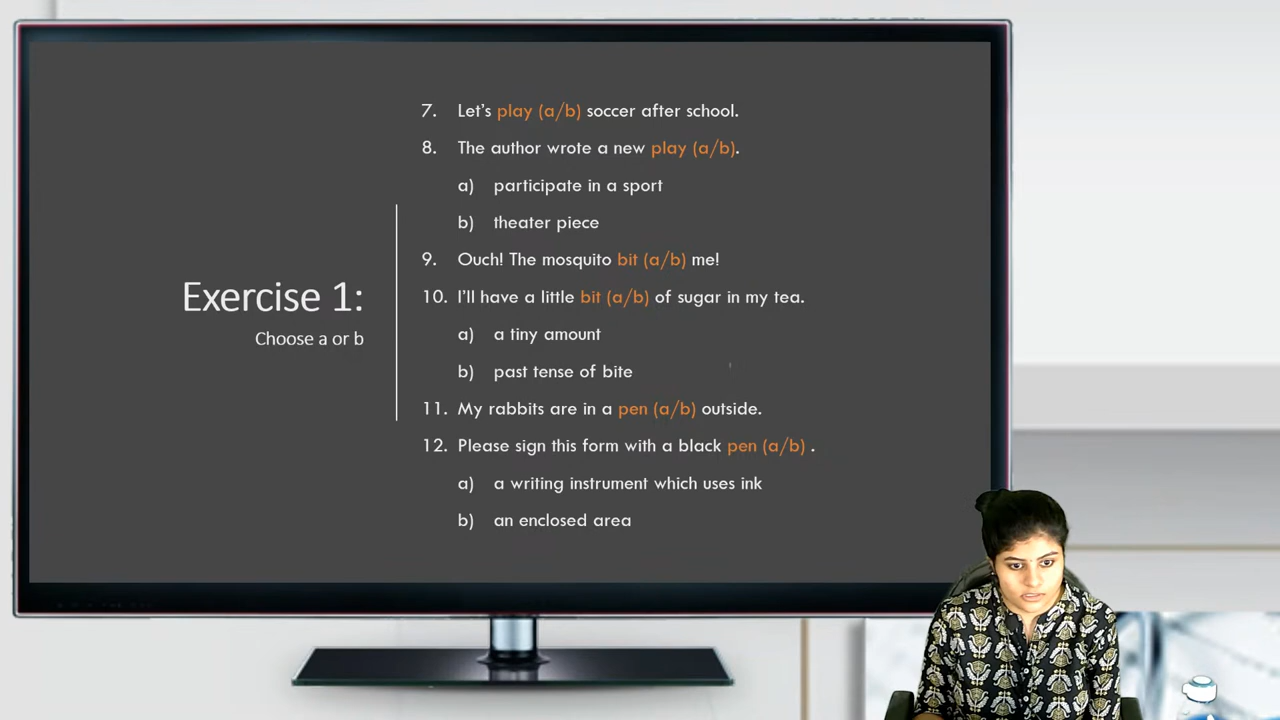 7. Let's play (a/b) soccer after school.
8. The author wrote a new play (a/b).
a) participate in a sport
b) theater piece
9. Ouch! The mosquito bit (a/b) me!
10. I'll have a little bit (a/b) of sugar in my tea.
a) a tiny amount
b) past tense of bite
11. My rabbits are in a pen (a/b) outside.
12. Please sign this form with a black pen (a/b) .
a) a writing instrument which uses ink
b) an enclosed area
Exercise 1:
Choose a or b